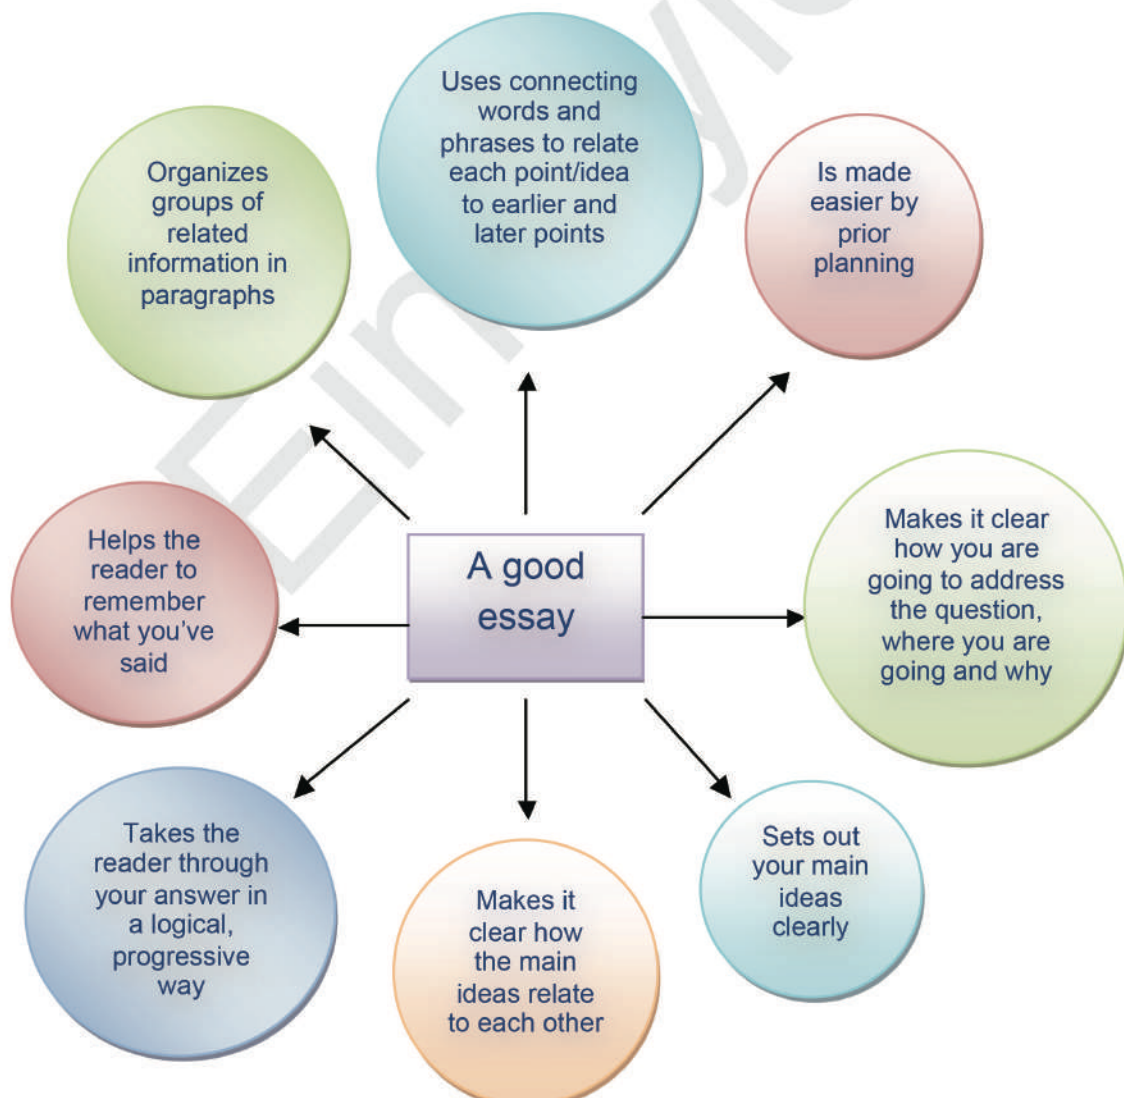 Uses connecting
words and
phrases to relate
each point/idea
to earlier and
later points
Is made
easier by
prior
planning
Organizes
groups of
related
information in
paragraphs
Makes it clear
how you are
going to address
the question,
where you are
going and why
Helps the
reader to
remember
what you've
said
A good
essay
Sets out
your main
ideas
clearly
Takes the
reader through
your answer in
a logical,
progressive
way
Makes it
clear how
the main
ideas relate
to each other